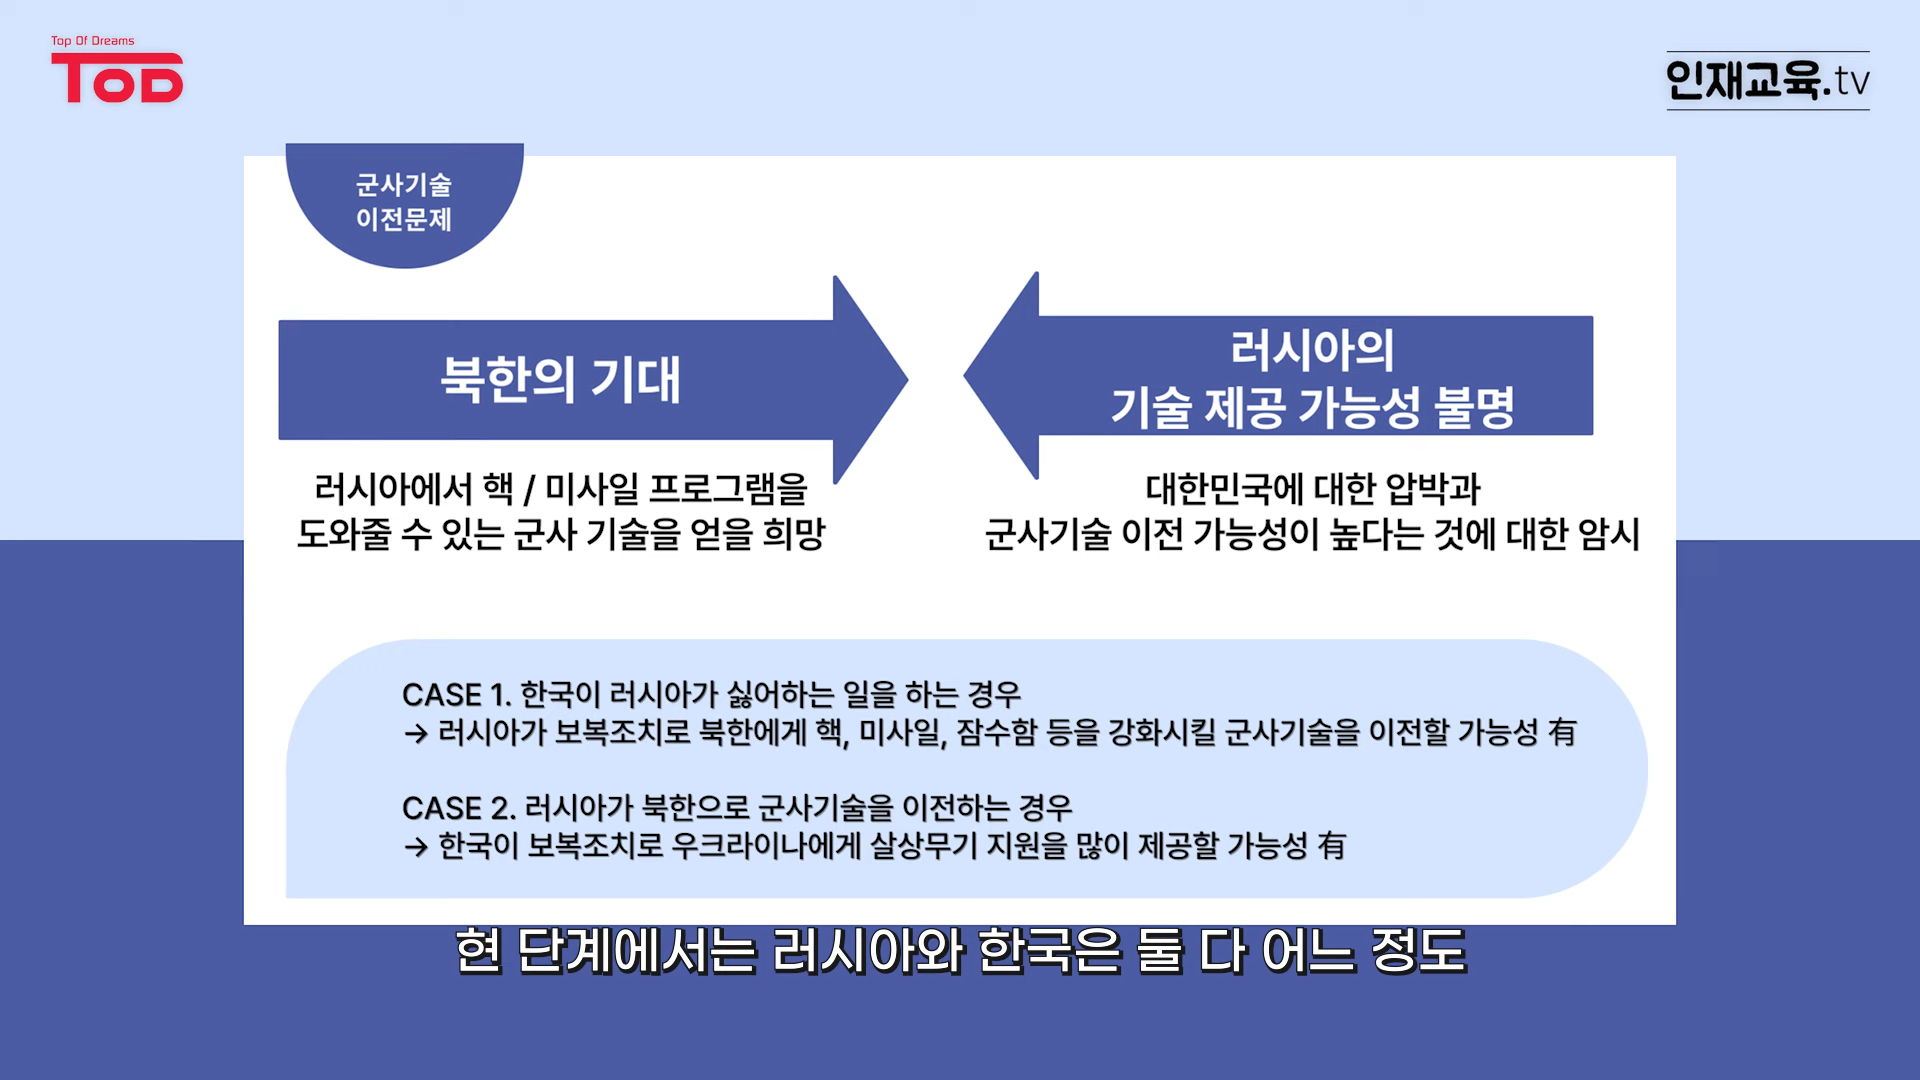 Top Of Dreams
TOD
인재교육.tv
군사기술
이전문제
북한의 기대
러시아의
기술 제공 가능성 불명
러시아에서 핵 / 미사일 프로그램을
도와줄 수 있는 군사 기술을 얻을 희망
대한민국에 대한 압박과
군사기술 이전 가능성이 높다는 것에 대한 암시
CASE 1. 한국이 러시아가 싫어하는 일을 하는 경우
→ 러시아가 보복조치로 북한에게 핵, 미사일, 잠수함 등을 강화시킬 군사기술을 이전할 가능성 有
CASE 2. 러시아가 북한으로 군사기술을 이전하는 경우
→ 한국이 보복조치로 우크라이나에게 살상무기 지원을 많이 제공할 가능성 有
현 단계에서는 러시아와 한국은 둘 다 어느 정도